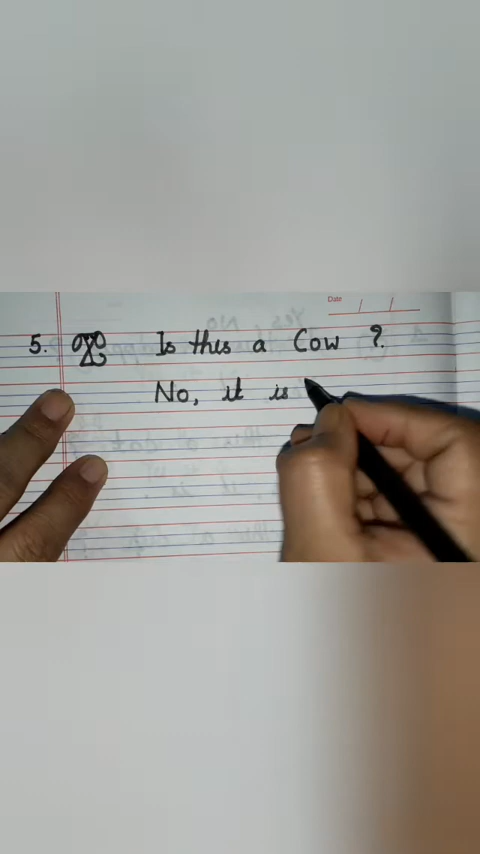 Date / /
5. Is this a Cow ?
No, it is